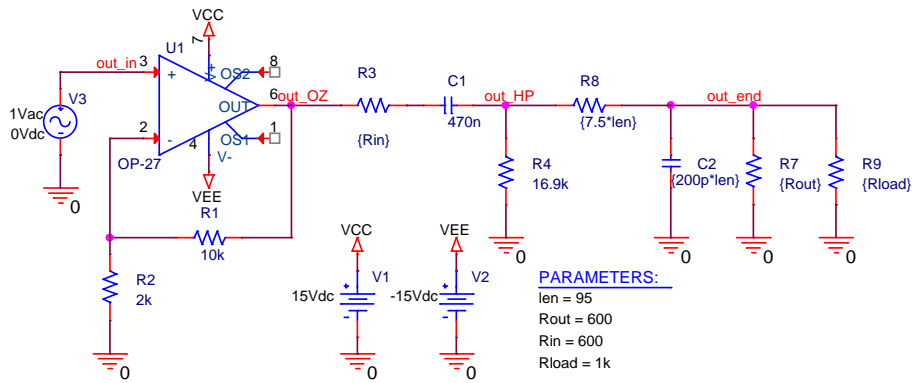 VCC
U1
7
V+
OS2
8
out_in
3
+
6
out_OZ
OUT
V3
1Vac
0Vdc
2
-
4
OS1
1
V-
OP-27
VEE
0
R1
10k
R2
2k
0
R3
{Rin}
C1
470n
out_HP
R4
16.9k
0
R8
{7.5*len}
out_end
C2
{200p*len}
0
R7
{Rout}
0
R9
{Rload}
0
VCC
V1
+
15Vdc
-
0
VEE
V2
+
-15Vdc
-
0
PARAMETERS:
len = 95
Rout = 600
Rin = 600
Rload = 1k